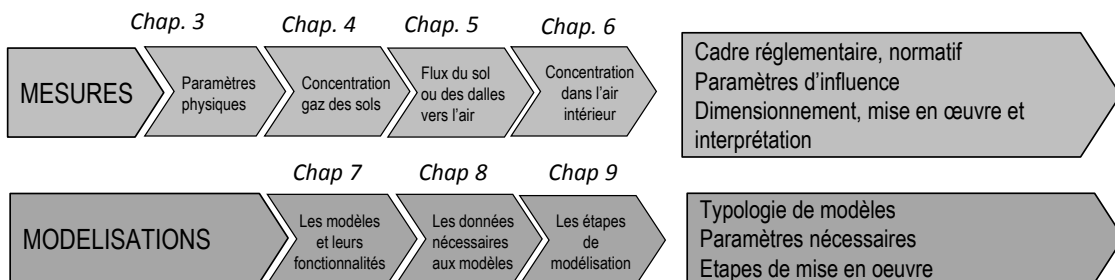 Chap. 3 Chap. 4 Chap. 5 Chap. 6
MESURES
Paramètres
physiques
Concentration
gaz des sols
Flux du sol
ou des dalles
vers l’air
Concentration
dans l’air
intérieur
Cadre réglementaire, normatif
Paramètres d’influence
Dimensionnement, mise en œuvre et
interprétation
Chap 7 Chap 8 Chap 9
MODELISATIONS
Les modèles
et leurs
fonctionnalités
Les données
nécessaires
aux modèles
Les étapes
de
modélisation
Typologie de modèles
Paramètres nécessaires
Etapes de mise en oeuvre